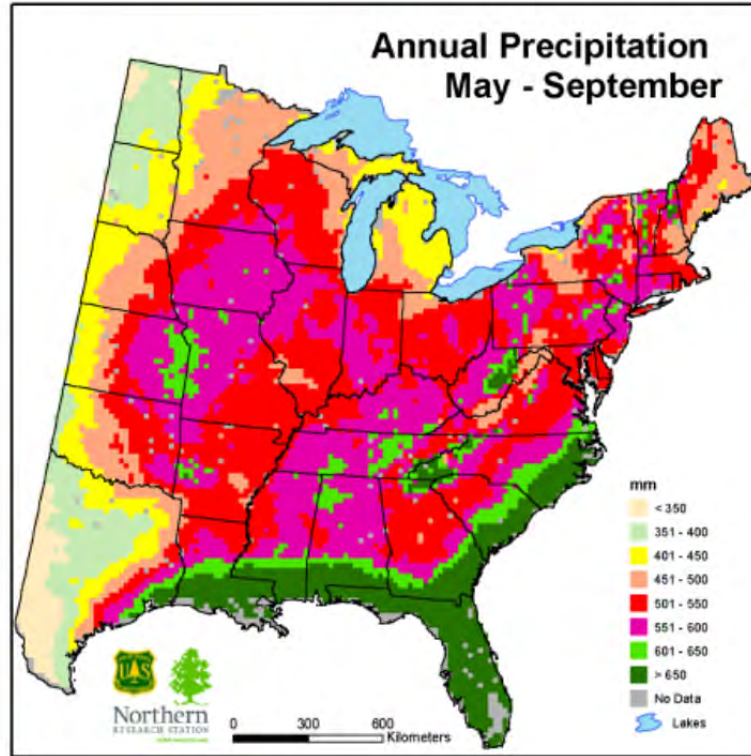 Annual Precipitation
May - September
mm
< 350
351 - 400
401 - 450
451 - 500
501 - 550
551 - 600
601 - 650
> 650
No Data
Lakes
UAS
Northern
RESEARCH STATION
0 300 600
Kilometers